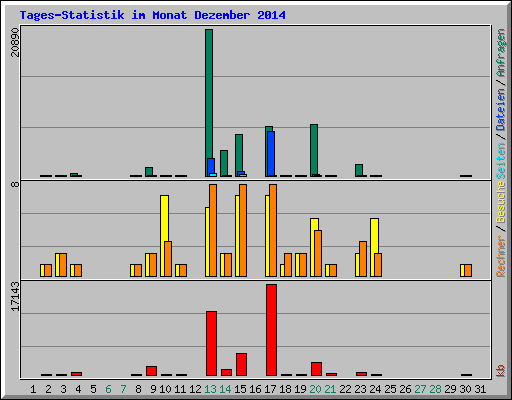 Tages-Statistik im Monat Dezember 2014
20890
8
17143
Rechner / Besuche Seiten / Dateien / Anfragen
kb
1 2 3 4 5 6 7 8 9 10 11 12 13 14 15 16 17 18 19 20 21 22 23 24 25 26 27 28 29 30 31